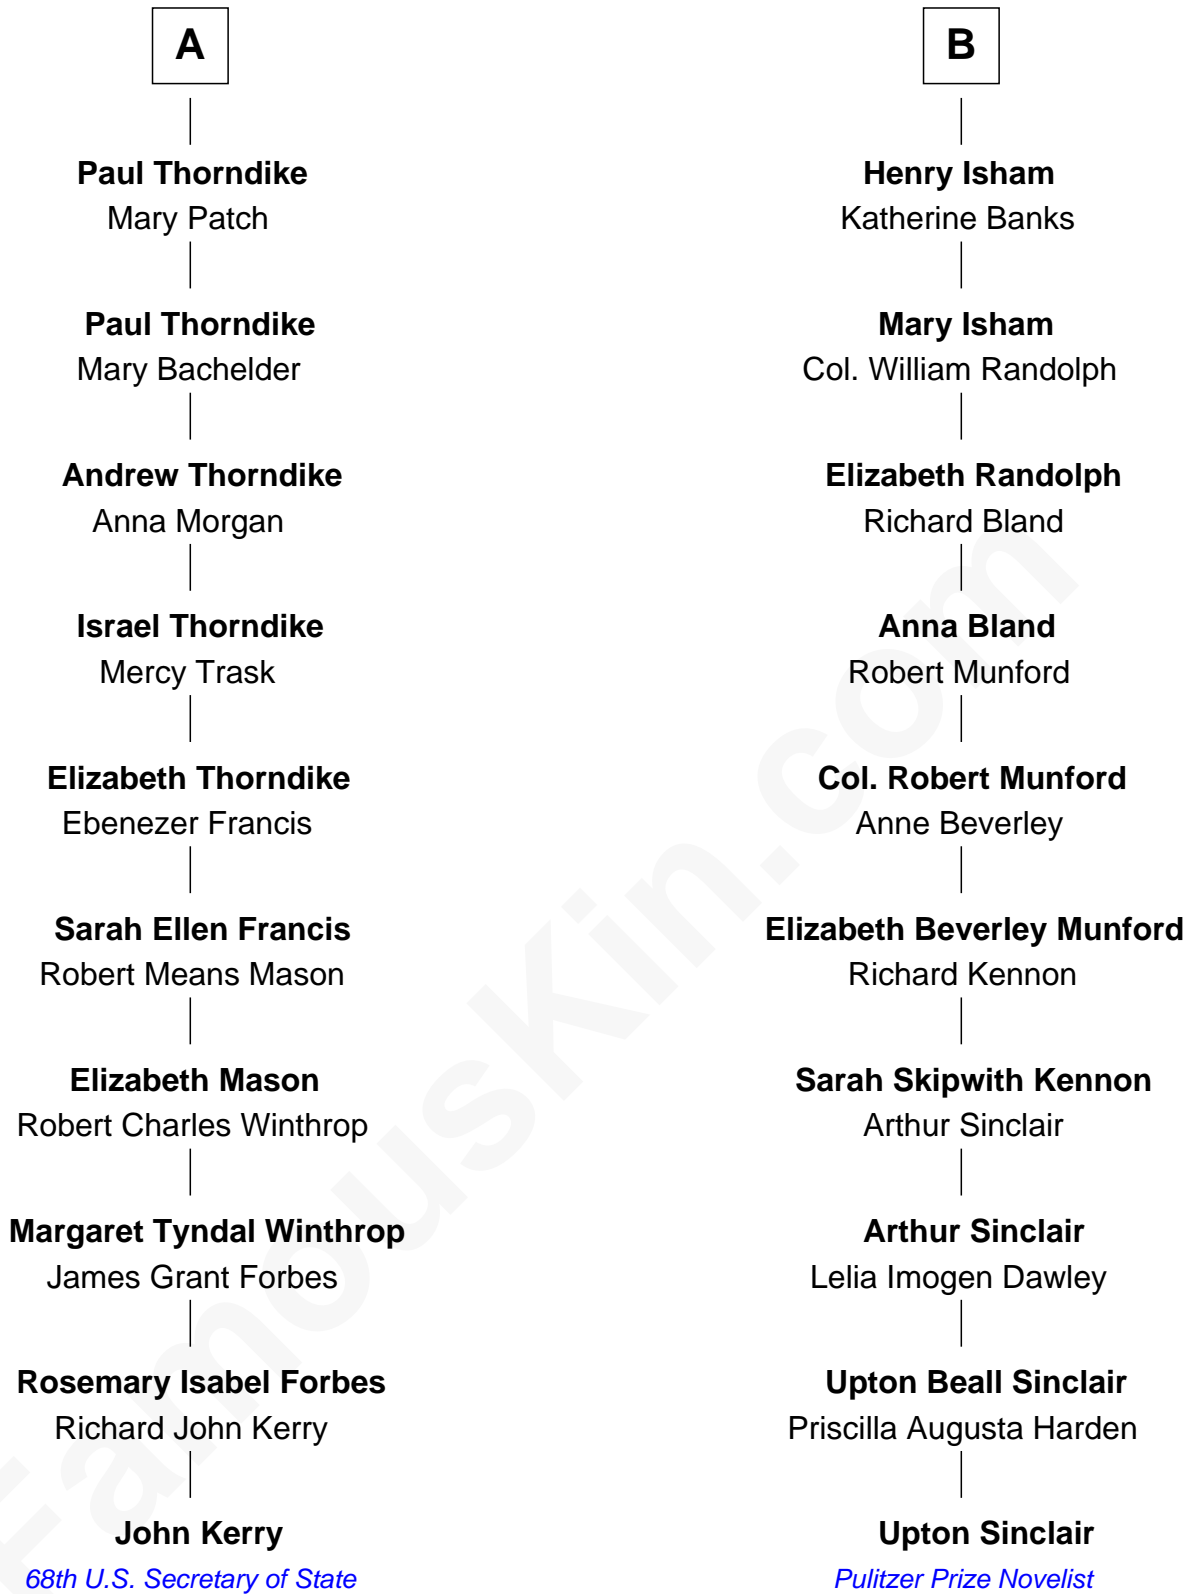 A
Paul Thorndike
Mary Patch
Paul Thorndike
Mary Bachelder
Andrew Thorndike
Anna Morgan
Israel Thorndike
Mercy Trask
Elizabeth Thorndike
Ebenezer Francis
Sarah Ellen Francis
Robert Means Mason
Elizabeth Mason
Robert Charles Winthrop
Margaret Tyndal Winthrop
James Grant Forbes
Rosemary Isabel Forbes
Richard John Kerry
John Kerry
68th U.S. Secretary of State
B
Henry Isham
Katherine Banks
Mary Isham
Col. William Randolph
Elizabeth Randolph
Richard Bland
Anna Bland
Robert Munford
Col. Robert Munford
Anne Beverley
Elizabeth Beverley Munford
Richard Kennon
Sarah Skipwith Kennon
Arthur Sinclair
Arthur Sinclair
Lelia Imogen Dawley
Upton Beall Sinclair
Priscilla Augusta Harden
Upton Sinclair
Pulitzer Prize Novelist
FamousKin.com